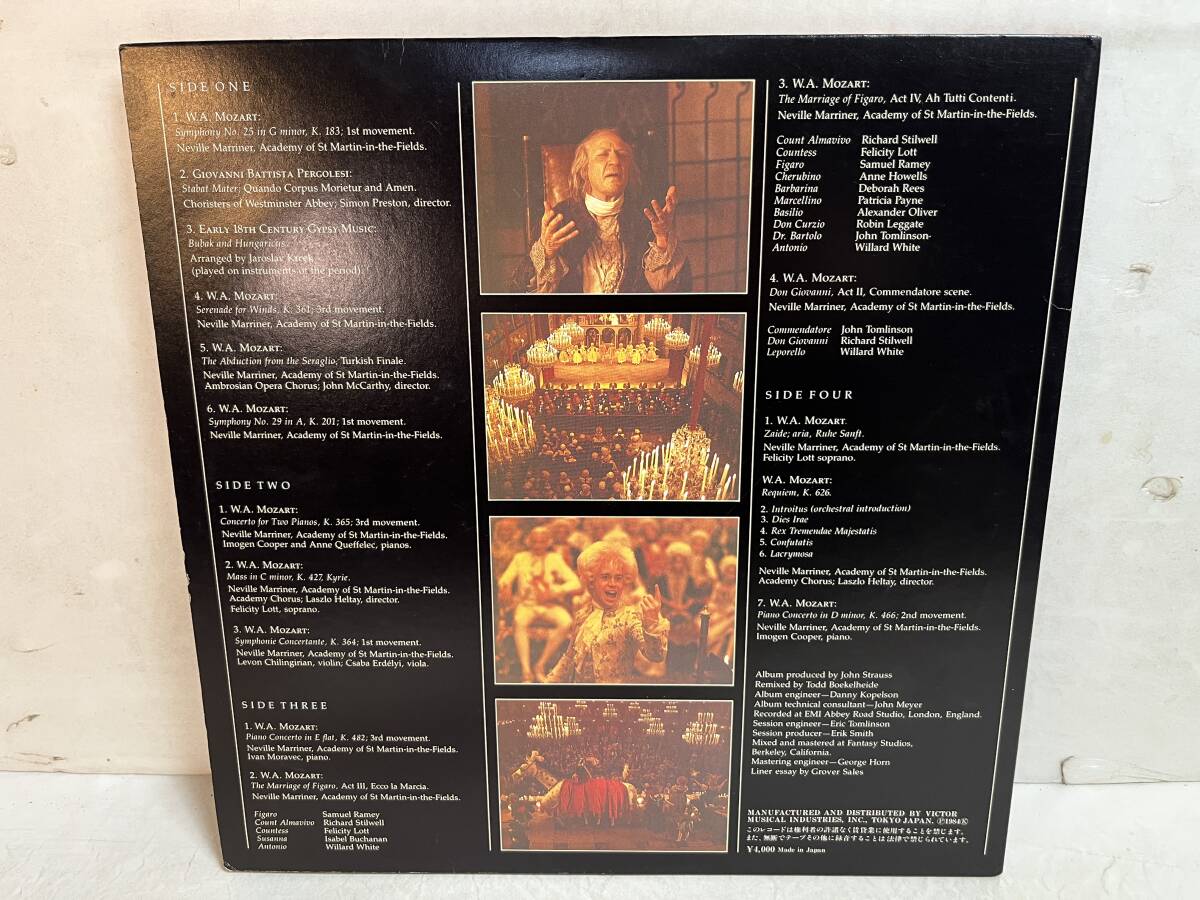 SIDE ONE
1. W.A. MOZART:
Symphony No. 25 in G minor, K. 183; 1st movement.
Neville Marriner, Academy of St Martin-in-the-Fields.
2. GIOVANNI BATTISTA PERGOLESI:
Stabat Mater; Quando Corpus Morietur and Amen.
Choristers of Westminster Abbey; Simon Preston, director.
3. EARLY 18TH CENTURY GYPSY MUSIC:
Bubak and Hungaricus.
Arranged by Jaroslav Krcek
(played on instruments of the period).
4. W.A. MOZART:
Serenade for Winds, K. 361; 3rd movement.
Neville Marriner, Academy of St Martin-in-the-Fields.
5. W.A. MOZART:
The Abduction from the Seraglio, Turkish Finale.
Neville Marriner, Academy of St Martin-in-the-Fields.
Ambrosian Opera Chorus; John McCarthy, director.
6. W.A. MOZART:
Symphony No. 29 in A, K. 201; 1st movement.
Neville Marriner, Academy of St Martin-in-the-Fields.
SIDE TWO
1. W.A. MOZART:
Concerto for Two Pianos, K. 365; 3rd movement.
Neville Marriner, Academy of St Martin-in-the-Fields.
Imogen Cooper and Anne Queffelec, pianos.
2. W.A. MOZART:
Mass in C minor, K. 427, Kyrie.
Neville Marriner, Academy of St Martin-in-the-Fields.
Academy Chorus; Laszlo Heltay, director.
Felicity Lott, soprano.
3. W.A. MOZART:
Symphonie Concertante, K. 364; 1st movement.
Neville Marriner, Academy of St Martin-in-the-Fields.
Levon Chilingirian, violin; Csaba Erdélyi, viola.
SIDE THREE
1. W.A. MOZART:
Piano Concerto in E flat, K. 482; 3rd movement.
Neville Marriner, Academy of St Martin-in-the-Fields.
Ivan Moravec, piano.
2. W.A. MOZART:
The Marriage of Figaro, Act III, Ecco la Marcia.
Neville Marriner, Academy of St Martin-in-the-Fields.
Figaro Samuel Ramey
Count Almavivo Richard Stilwell
Countess Felicity Lott
Susanna Isabel Buchanan
Antonio Willard White
3. W.A. MOZART:
The Marriage of Figaro, Act IV, Ah Tutti Contenti.
Neville Marriner, Academy of St Martin-in-the-Fields.
Count Almavivo Richard Stilwell
Countess Felicity Lott
Figaro Samuel Ramey
Cherubino Anne Howells
Barbarina Deborah Rees
Marcellino Patricia Payne
Basilio Alexander Oliver
Don Curzio Robin Leggate
Dr. Bartolo John Tomlinson
Antonio Willard White
4. W.A. MOZART:
Don Giovanni, Act II, Commendatore scene.
Neville Marriner, Academy of St Martin-in-the-Fields.
Commendatore John Tomlinson
Don Giovanni Richard Stilwell
Leporello Willard White
SIDE FOUR
1. W.A. MOZART
Zaide; aria, Ruhe Sanft.
Neville Marriner, Academy of St Martin-in-the-Fields.
Felicity Lott soprano.
W.A. MOZART:
Requiem, K. 626.
2. Introitus (orchestral introduction)
3. Dies Irae
4. Rex Tremendae Majestatis
5. Confutatis
6. Lacrymosa
Neville Marriner, Academy of St Martin-in-the-Fields.
Academy Chorus; Laszlo Heltay, director.
7. W.A. MOZART:
Piano Concerto in D minor, K. 466; 2nd movement.
Neville Marriner, Academy of St Martin-in-the-Fields.
Imogen Cooper, piano.
Album produced by John Strauss
Remixed by Todd Boekelheide
Album engineer—Danny Kopelson
Album technical consultant—John Meyer
Recorded at EMI Abbey Road Studio, London, England.
Session engineer—Eric Tomlinson
Session producer—Erik Smith
Mixed and mastered at Fantasy Studios,
Berkeley, California.
Mastering engineer—George Horn
Liner essay by Grover Sales
MANUFACTURED AND DISTRIBUTED BY VICTOR
MUSICAL INDUSTRIES, INC., TOKYO JAPAN. Ⓟ1984Ⓚ
このレコードは権利者の許諾なく賃貸業に使用することを禁じます。
また、無断でテープその他に録音することは法律で禁じられています。
¥4,000 Made in Japan